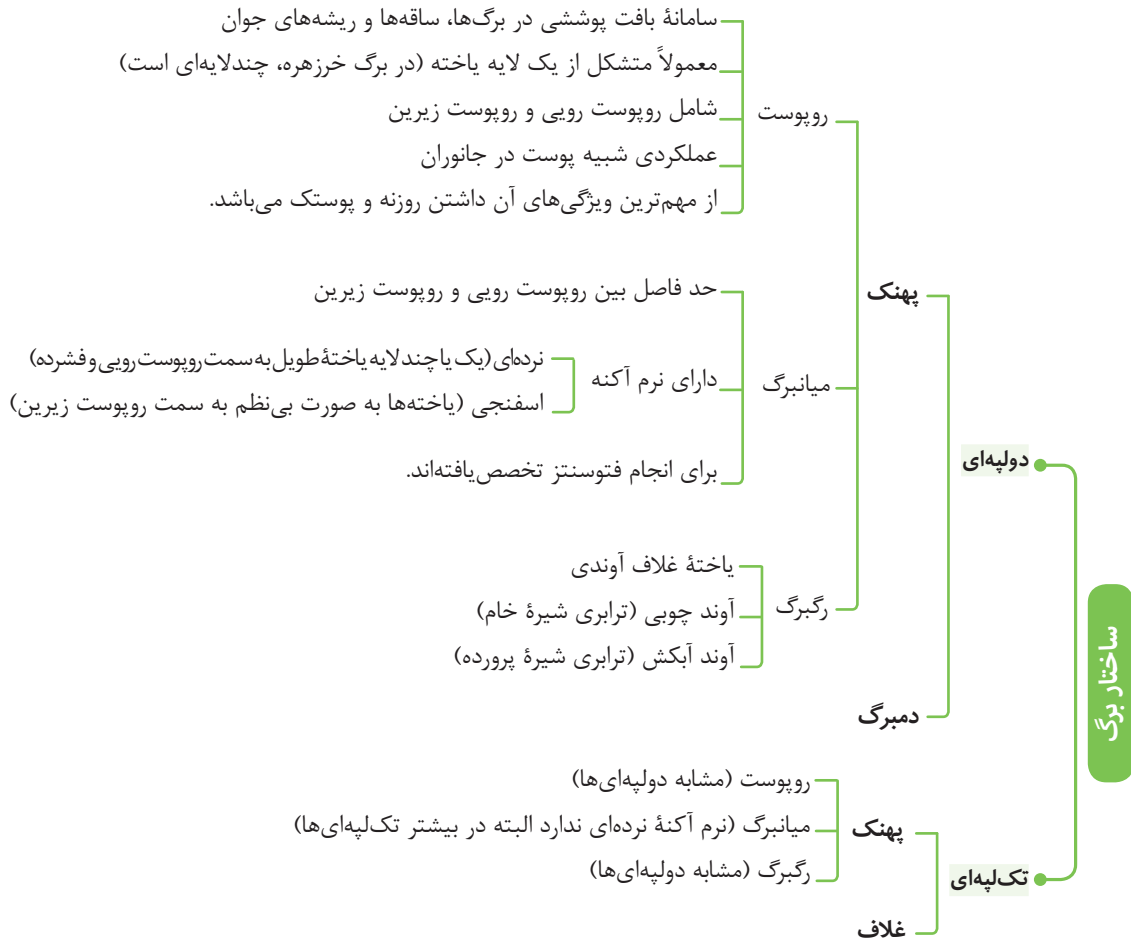 ساختار برگ
دولپه‌ای
پهنک
روپوست
سامانهٔ بافت پوششی در برگ‌ها، ساقه‌ها و ریشه‌های جوان
معمولاً متشکل از یک لایه یاخته (در برگ خرزهره، چندلایه‌ای است)
شامل روپوست رویی و روپوست زیرین
عملکردی شبیه پوست در جانوران
از مهم‌ترین ویژگی‌های آن داشتن روزنه و پوستک می‌باشد.
میانبرگ
حد فاصل بین روپوست رویی و روپوست زیرین
دارای نرم آکنه
نرده‌ای (یک یا چند لایه یاختهٔ طویل به سمت روپوست رویی و فشرده)
اسفنجی (یاخته‌ها به صورت بی‌نظم به سمت روپوست زیرین)
برای انجام فتوسنتز تخصص‌یافته‌اند.
رگبرگ
یاختهٔ غلاف آوندی
آوند چوبی (ترابری شیرهٔ خام)
آوند آبکش (ترابری شیرهٔ پرورده)
دمبرگ
تک‌لپه‌ای
پهنک
روپوست (مشابه دولپه‌ای‌ها)
میانبرگ (نرم آکنهٔ نرده‌ای ندارد البته در بیشتر تک‌لپه‌ای‌ها)
رگبرگ (مشابه دولپه‌ای‌ها)
غلاف